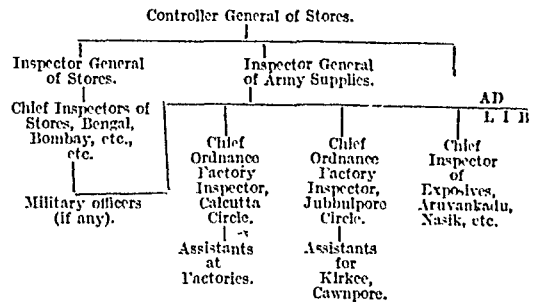 Controller General of Stores.
Inspector General
of Stores.
Inspector General
of Army Supplies.
Chief Inspectors of
Stores, Bengal,
Bombay, etc.,
etc.
Military officers
(if any).
Chief
Ordnance
Factory
Inspector,
Calcutta
Circle.
Assistants
at
Factories.
Chief
Ordnance
Factory
Inspector,
Jubbulpore
Circle.
Assistants
for
Kirkee,
Cawnpore.
AD
L I B
Chief
Inspector
of
Exposives,
Aruvankadu,
Nasik, etc.